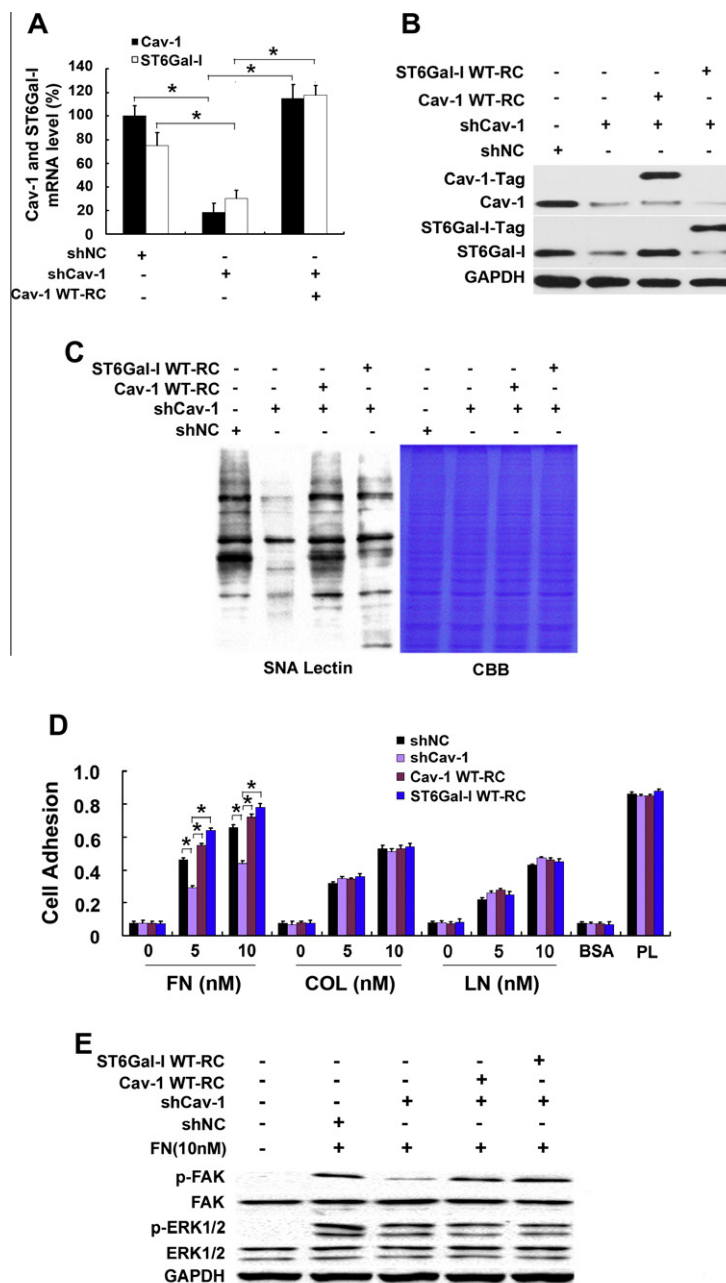 A
Cav-1
ST6Gal-I
Cav-1 and ST6Gal-I
mRNA level (%)
140
120
100
80
60
40
20
0
* * * *
shNC + - -
shCav-1 - + +
Cav-1 WT-RC - - +
B
ST6Gal-I WT-RC - - - +
Cav-1 WT-RC - - + -
shCav-1 - + + +
shNC + - - -
Cav-1-Tag
Cav-1
ST6Gal-I-Tag
ST6Gal-I
GAPDH
C
ST6Gal-I WT-RC - - - + - - - +
Cav-1 WT-RC - - + - - - + -
shCav-1 - + + + - + + +
shNC + - - - + - - -
SNA Lectin CBB
D
shNC
shCav-1
Cav-1 WT-RC
ST6Gal-I WT-RC
Cell Adhesion
1.0
0.8
0.6
0.4
0.2
0
* * * * * *
0 5 10 0 5 10 0 5 10 BSA PL
FN (nM) COL (nM) LN (nM)
E
ST6Gal-I WT-RC - - - - +
Cav-1 WT-RC - - - + -
shCav-1 - - + + +
shNC - + - - -
FN(10nM) - + + + +
p-FAK
FAK
p-ERK1/2
ERK1/2
GAPDH